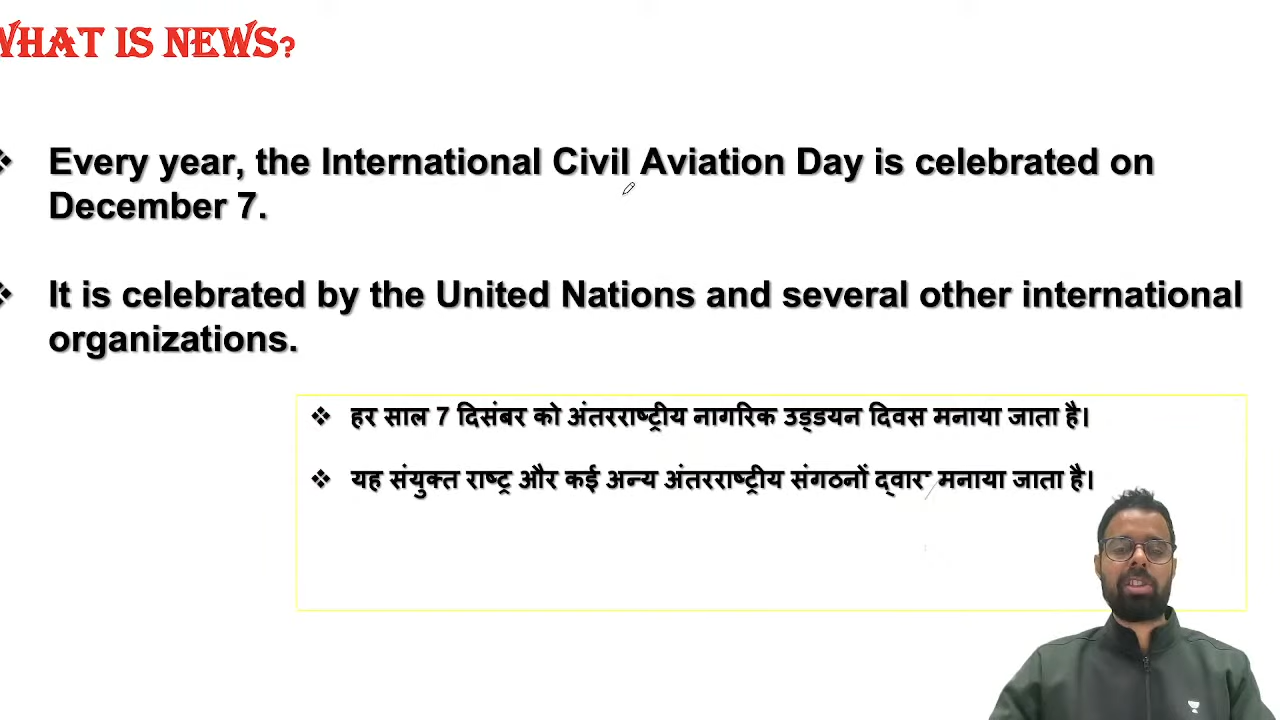 WHAT IS NEWS?
Every year, the International Civil Aviation Day is celebrated on
December 7.
It is celebrated by the United Nations and several other international
organizations.
हर साल 7 दिसंबर को अंतरराष्ट्रीय नागरिक उड्डयन दिवस मनाया जाता है।
यह संयुक्त राष्ट्र और कई अन्य अंतरराष्ट्रीय संगठनों द्वारा मनाया जाता है।